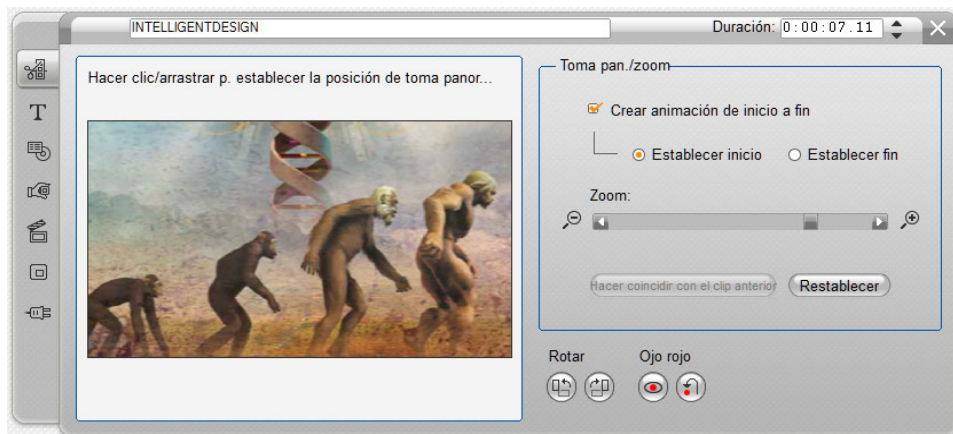 INTELLIGENTDESIGN
Duración: 0:00:07.11
T
Hacer clic/arrastrar p. establecer la posición de toma panor...
Toma pan./zoom
Crear animación de inicio a fin
Establecer inicio
Establecer fin
Zoom:
Hacer coincidir con el clip anterior
Restablecer
Rotar
Ojo rojo